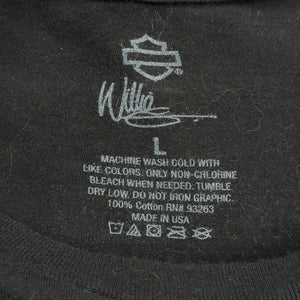 Willie
L
MACHINE WASH COLD WITH
LIKE COLORS. ONLY NON-CHLORINE
BLEACH WHEN NEEDED. TUMBLE
DRY LOW. DO NOT IRON GRAPHIC.
100% Cotton RN# 93263
MADE IN USA